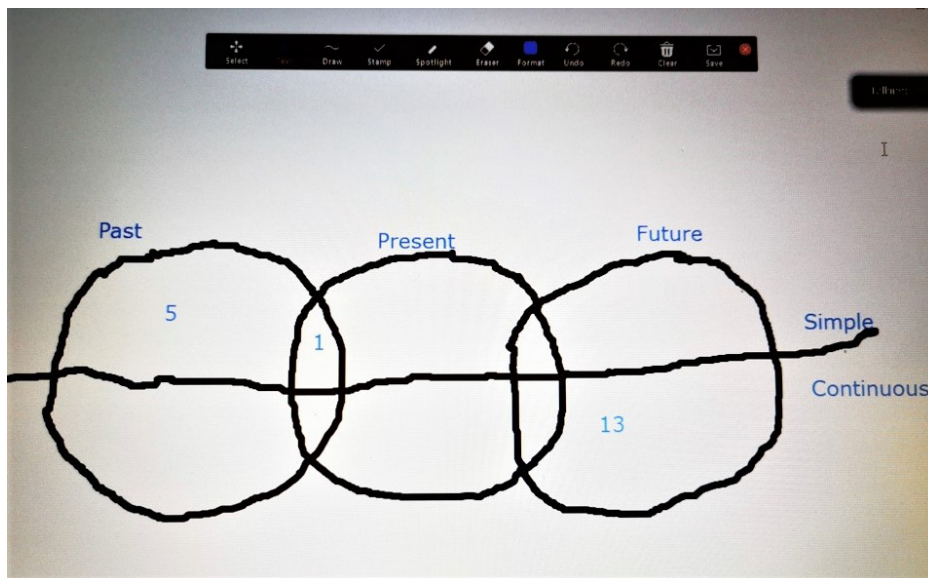 Select
Draw
Stamp
Spotlight
Eraser
Format
Undo
Redo
Clear
Save
Past
Present
Future
5
1
Simple
Continuous
13